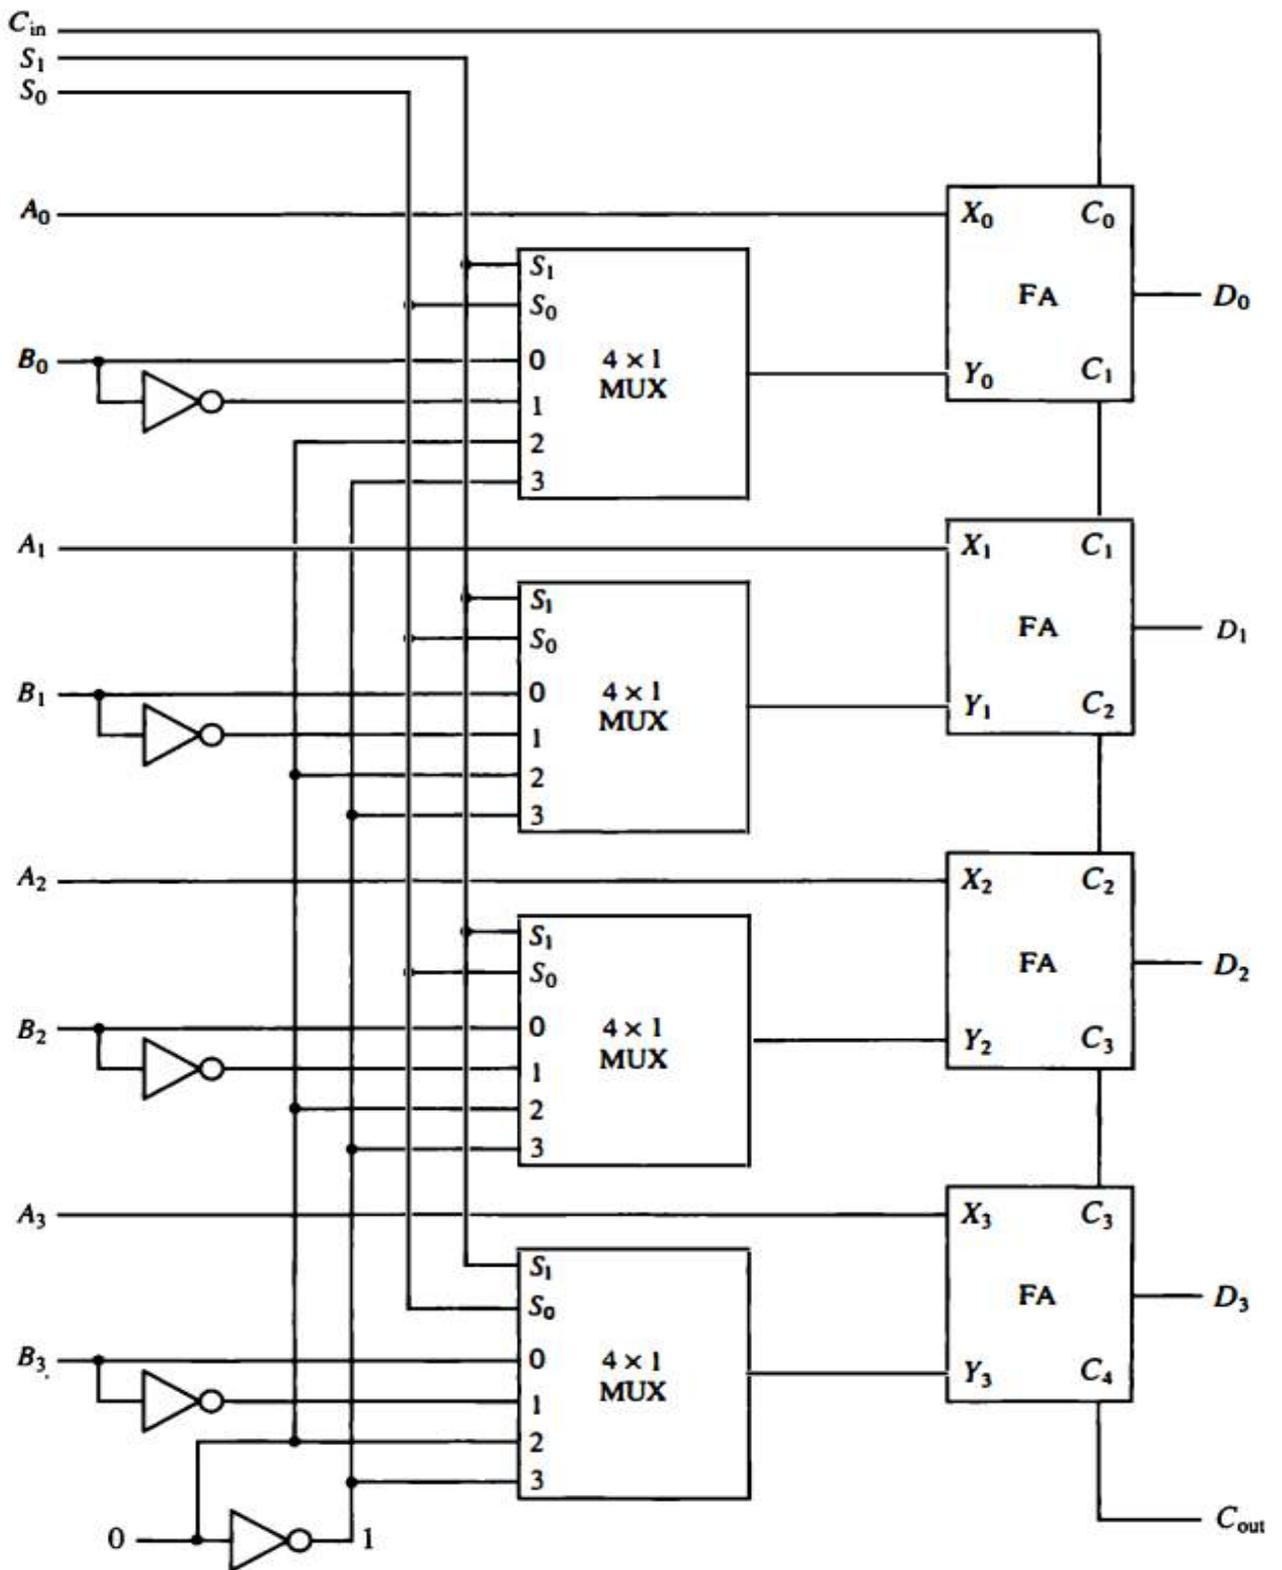 C_in
S_1
S_0
A_0
X_0 C_0
S_1
S_0
FA
D_0
B_0
0
4 × 1
MUX
Y_0 C_1
1
2
3
A_1
X_1 C_1
S_1
S_0
FA
D_1
B_1
0
4 × 1
MUX
Y_1 C_2
1
2
3
A_2
X_2 C_2
S_1
S_0
FA
D_2
B_2
0
4 × 1
MUX
Y_2 C_3
1
2
3
A_3
X_3 C_3
S_1
S_0
FA
D_3
B_3
0
4 × 1
MUX
Y_3 C_4
1
2
3
0
1
C_out